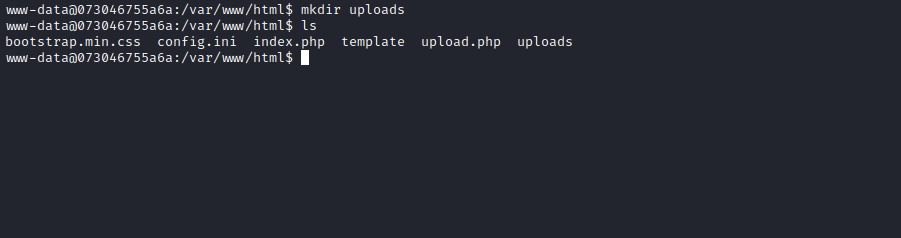 www-data@073046755a6a:/var/www/html$ mkdir uploads
www-data@073046755a6a:/var/www/html$ ls
bootstrap.min.css  config.ini  index.php  template  upload.php  uploads
www-data@073046755a6a:/var/www/html$